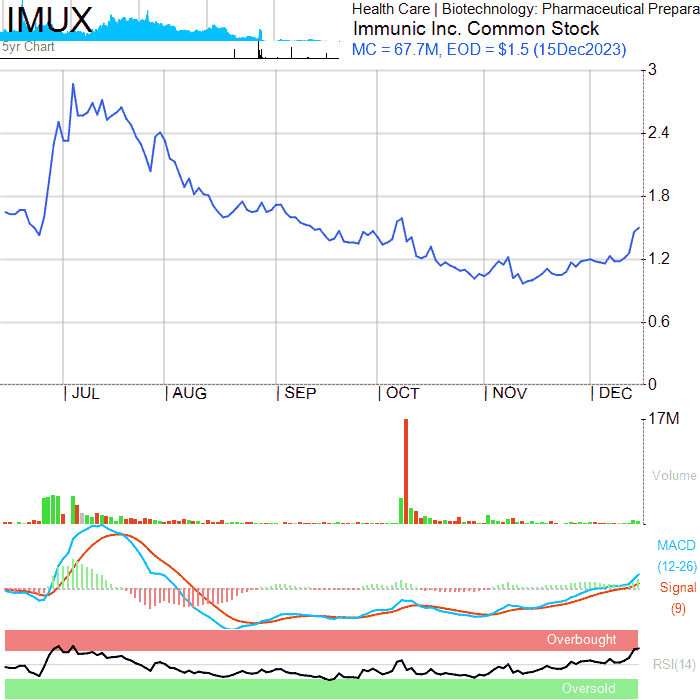 IMUX
5yr Chart
Health Care | Biotechnology: Pharmaceutical Prepara
Immunic Inc. Common Stock
MC = 67.7M, EOD = $1.5 (15Dec2023)
3
2.4
1.8
1.2
0.6
0
JUL
AUG
SEP
OCT
NOV
DEC
17M
Volume
MACD
(12-26)
Signal
(9)
Overbought
RSI(14)
Oversold